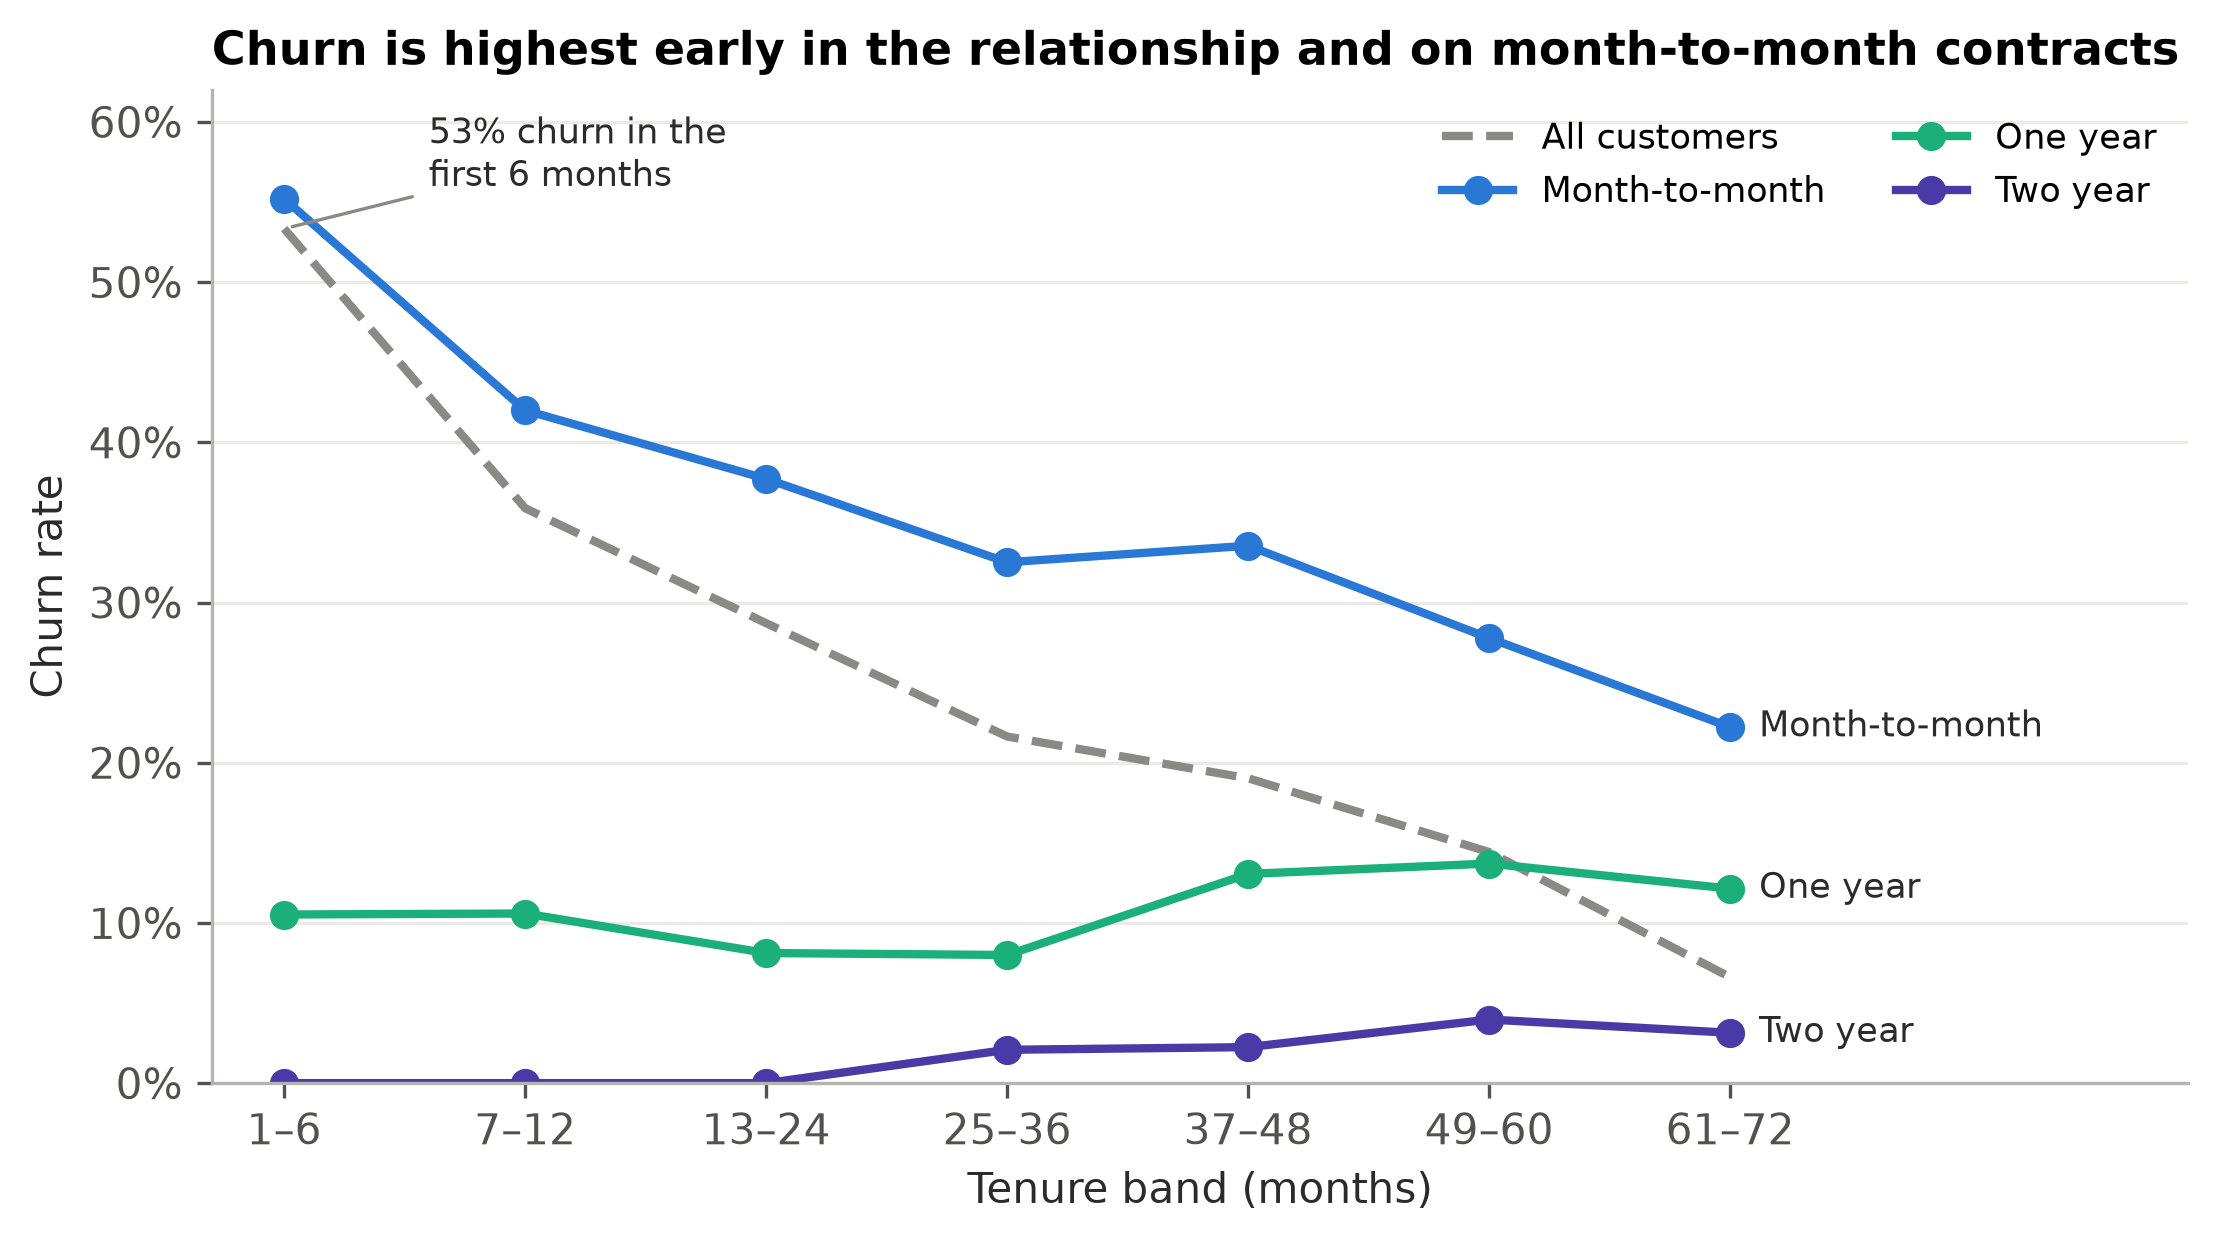 Churn is highest early in the relationship and on month-to-month contracts
60%
50%
40%
30%
20%
10%
0%
Churn rate
53% churn in the
first 6 months
All customers
Month-to-month
One year
Two year
Month-to-month
One year
Two year
1–6
7–12
13–24
25–36
37–48
49–60
61–72
Tenure band (months)